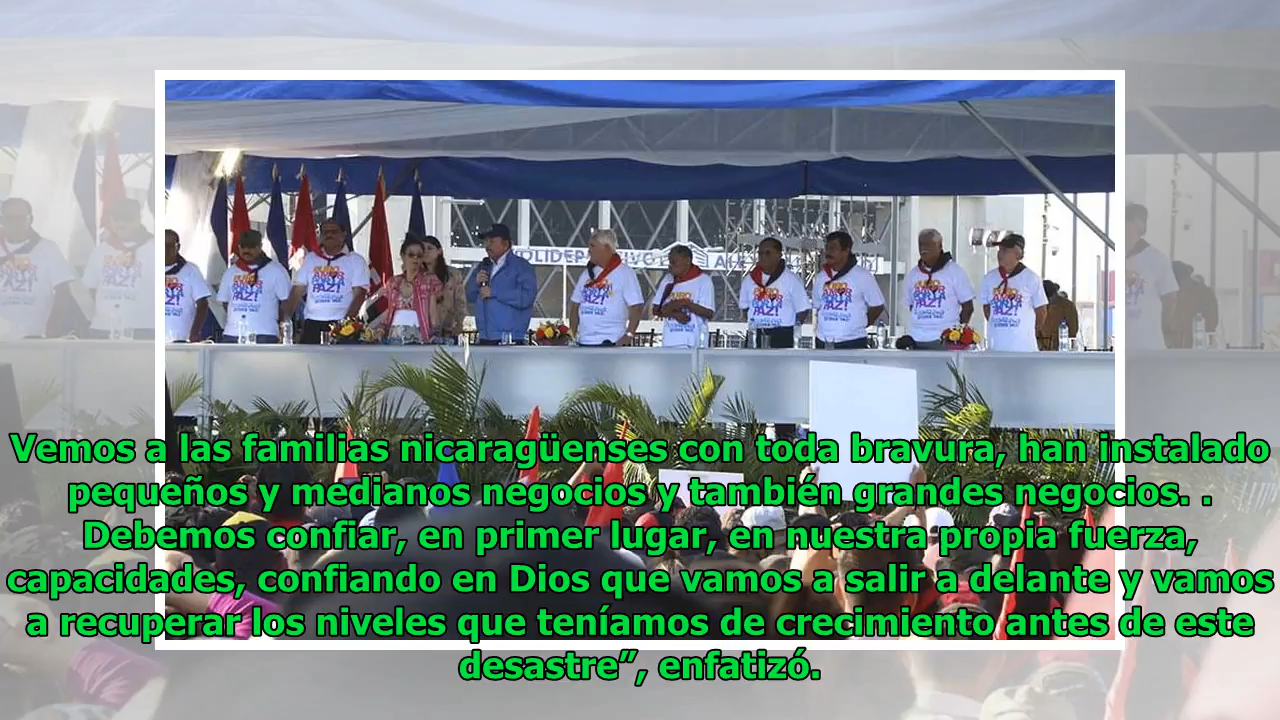 POLIDEPORTIVO
Vemos a las familias nicaragüenses con toda bravura, han instalado
pequeños y medianos negocios y también grandes negocios. .
Debemos confiar, en primer lugar, en nuestra propia fuerza,
capacidades, confiando en Dios que vamos a salir a delante y vamos
a recuperar los niveles que teníamos de crecimiento antes de este
desastre”, enfatizó.